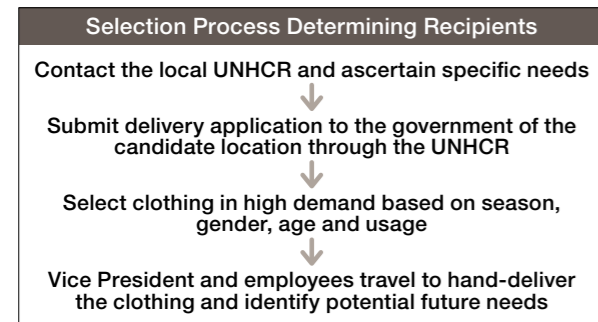 Selection Process Determining Recipients
Contact the local UNHCR and ascertain specific needs
Submit delivery application to the government of the
candidate location through the UNHCR
Select clothing in high demand based on season,
gender, age and usage
Vice President and employees travel to hand-deliver
the clothing and identify potential future needs